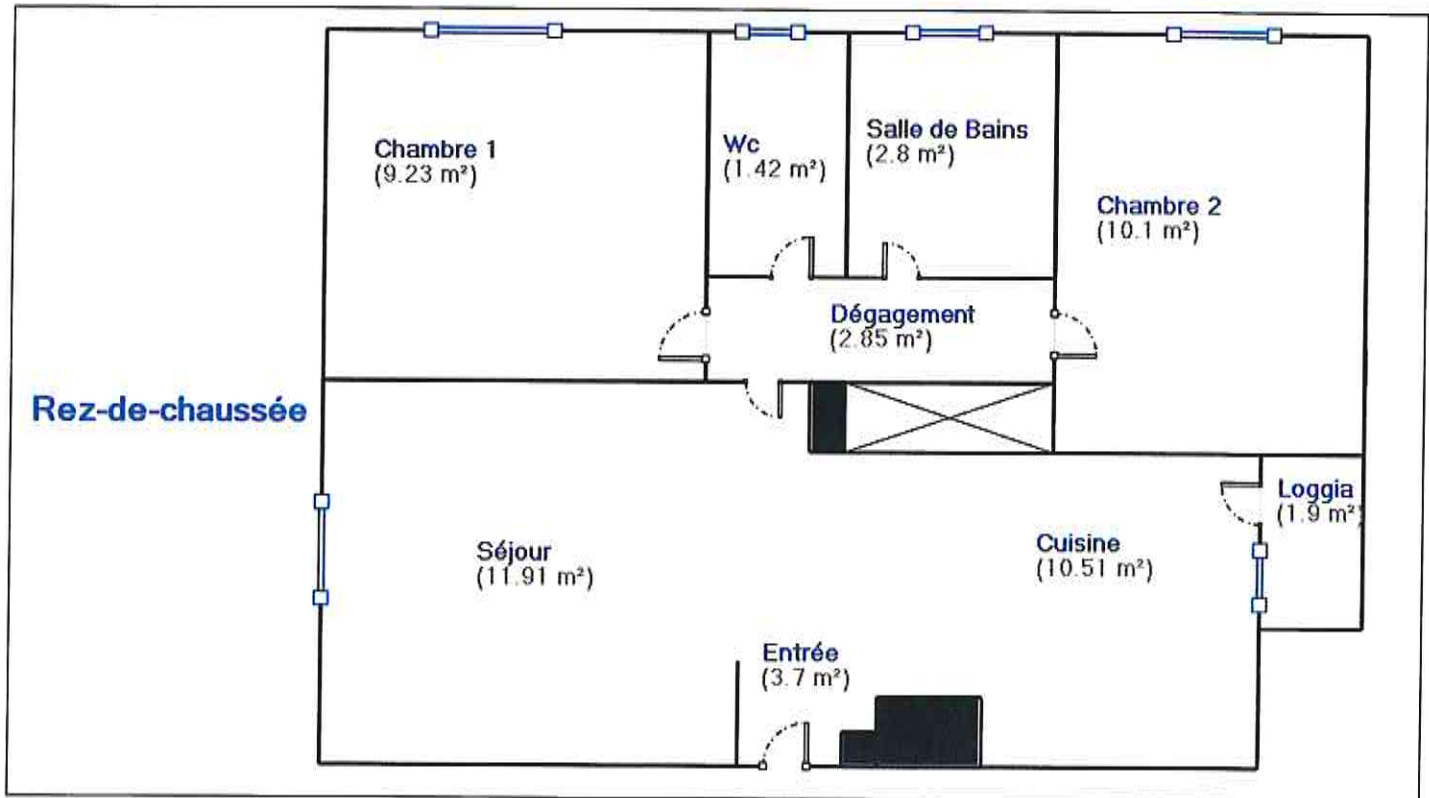 Chambre 1
(9.23 m²)
Wc
(1.42 m²)
Salle de Bains
(2.8 m²)
Chambre 2
(10.1 m²)
Dégagement
(2.85 m²)
Rez-de-chaussée
Séjour
(11.91 m²)
Cuisine
(10.51 m²)
Loggia
(1.9 m²)
Entrée
(3.7 m²)